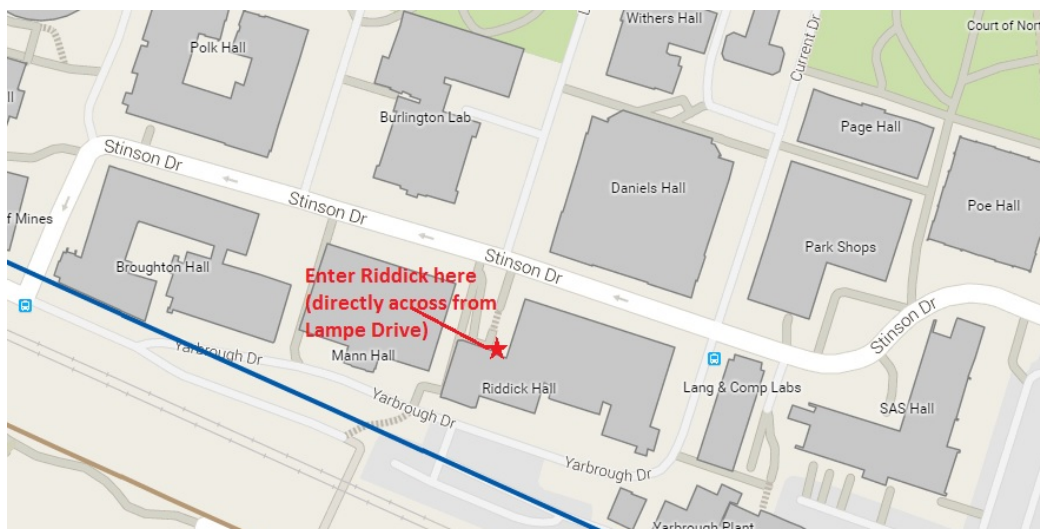 Withers Hall
Current Dr
Court of Nort
Polk Hall
Burlington Lab
Page Hall
Stinson Dr
Daniels Hall
Stinson Dr
Poe Hall
f Mines
Park Shops
Stinson Dr
Broughton Hall
Enter Riddick here
(directly across from
Lampe Drive)
Stinson Dr
Yarbrough Dr
Mann Hall
Riddick Hall
Lang & Comp Labs
SAS Hall
Yarbrough Dr
Yarbrough Dr
Yarbrough Plant